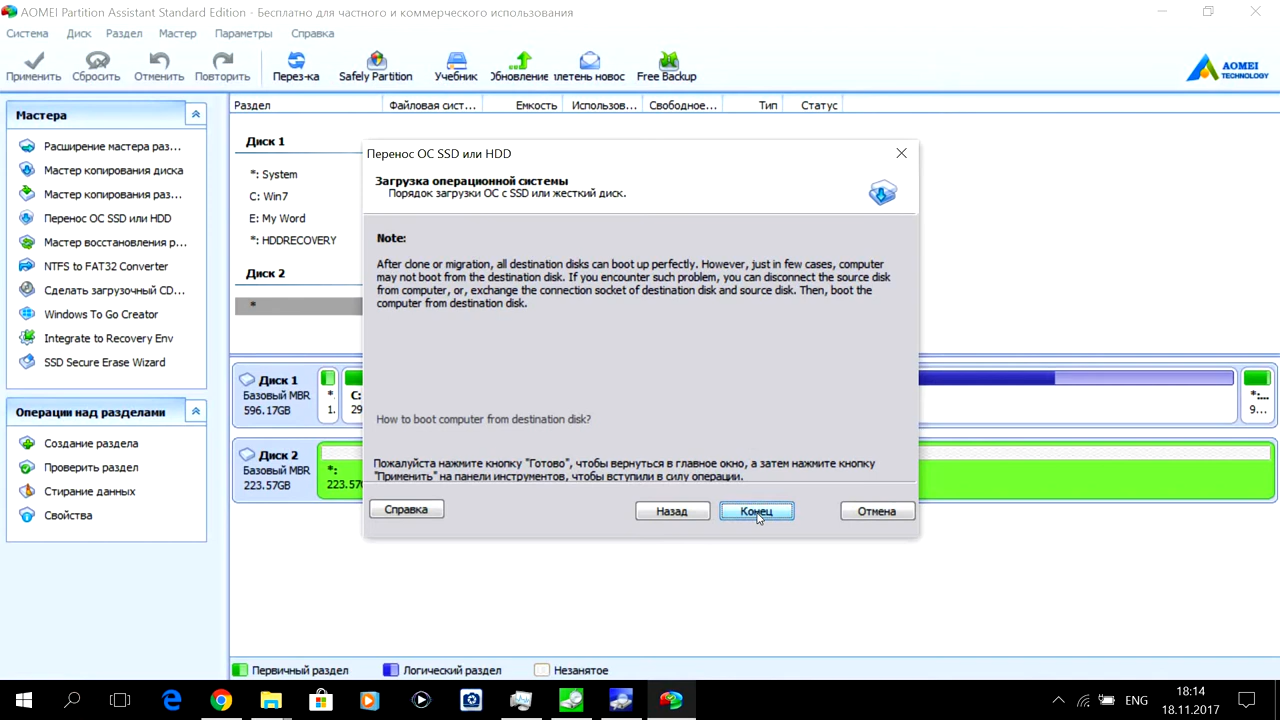 AOMEI Partition Assistant Standard Edition - Бесплатно для частного и коммерческого использования
Система Диск Раздел Мастер Параметры Справка
Применить Сбросить Отменить Повторить Перез-ка Safely Partition Учебник Обновление плетень новос Free Backup
AOMEI
TECHNOLOGY
Мастера
Расширение мастера раз...
Мастер копирования диска
Мастер копирования раз...
Перенос ОС SSD или HDD
Мастер восстановления р...
NTFS to FAT32 Converter
Сделать загрузочный CD...
Windows To Go Creator
Integrate to Recovery Env
SSD Secure Erase Wizard
Операции над разделами
Создание раздела
Проверить раздел
Стирание данных
Свойства
Раздел Файловая сист... Емкость Использов... Свободное... Тип Статус
Диск 1
*: System
C: Win7
E: My Word
*: HDDRECOVERY
Диск 2
*
Перенос ОС SSD или HDD
Загрузка операционной системы
Порядок загрузки ОС с SSD или жесткий диск.
Note:
After clone or migration, all destination disks can boot up perfectly. However, just in few cases, computer
may not boot from the destination disk. If you encounter such problem, you can disconnect the source disk
from computer, or, exchange the connection socket of destination disk and source disk. Then, boot the
computer from destination disk.
How to boot computer from destination disk?
Пожалуйста нажмите кнопку "Готово", чтобы вернуться в главное окно, а затем нажмите кнопку
"Применить" на панели инструментов, чтобы вступили в силу операции.
Справка Назад Конец Отмена
Диск 1
Базовый MBR
596.17GB
*
1.
C:
29
*:...
9...
Диск 2
Базовый MBR
223.57GB
*:
223.57
Первичный раздел Логический раздел Незанятое
ENG
18:14
18.11.2017